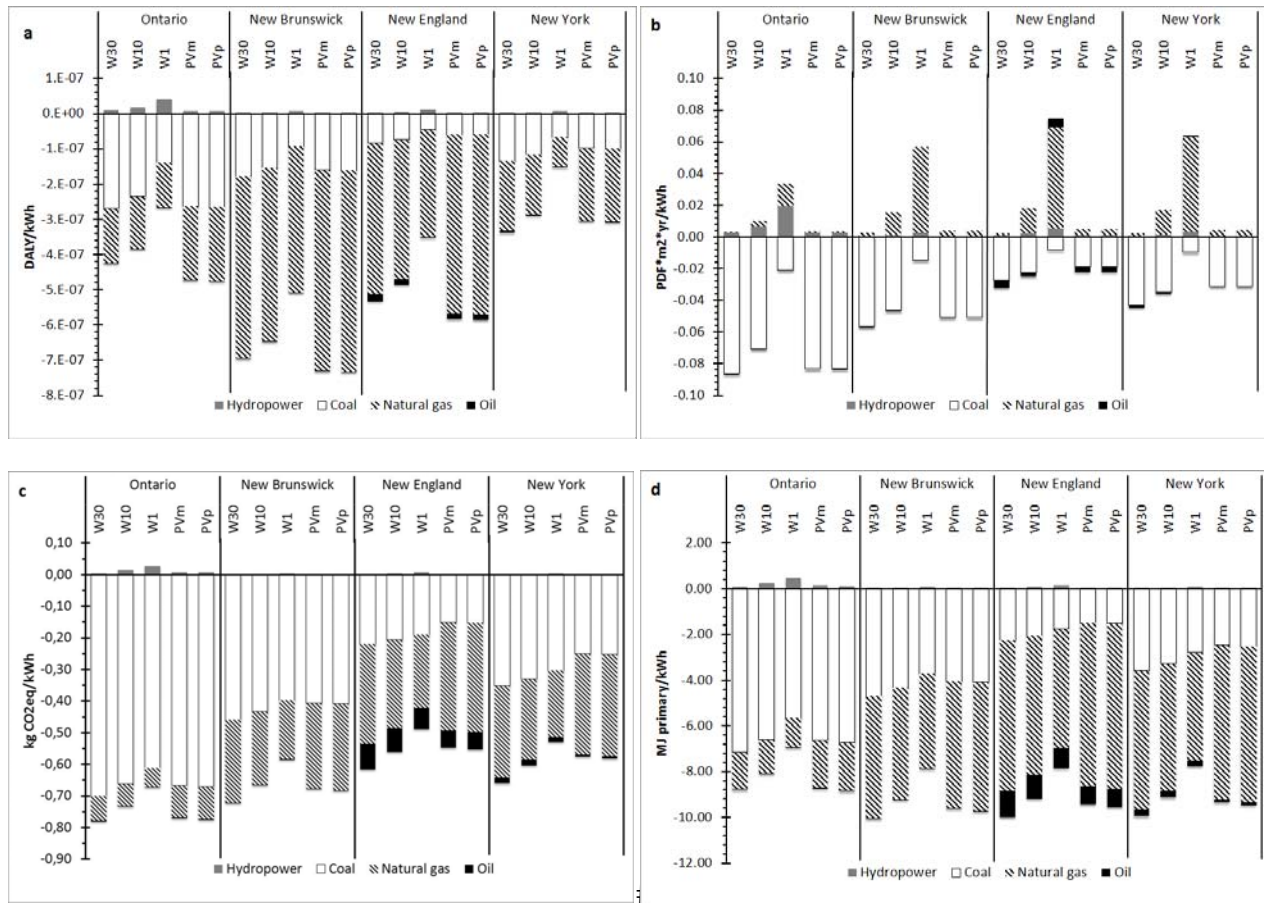 a
Ontario New Brunswick New England New York
W30 W10 W1 PVm PVp W30 W10 W1 PVm PVp W30 W10 W1 PVm PVp W30 W10 W1 PVm PVp
1.E-07
0.E+00
-1.E-07
-2.E-07
-3.E-07
-4.E-07
-5.E-07
-6.E-07
-7.E-07
-8.E-07
DALY/kWh
Hydropower Coal Natural gas Oil
b
Ontario New Brunswick New England New York
W30 W10 W1 PVm PVp W30 W10 W1 PVm PVp W30 W10 W1 PVm PVp W30 W10 W1 PVm PVp
0.10
0.08
0.06
0.04
0.02
0.00
-0.02
-0.04
-0.06
-0.08
-0.10
PDF*m2*yr/kWh
Hydropower Coal Natural gas Oil
c
Ontario New Brunswick New England New York
W30 W10 W1 PVm PVp W30 W10 W1 PVm PVp W30 W10 W1 PVm PVp W30 W10 W1 PVm PVp
0,10
0,00
-0,10
-0,20
-0,30
-0,40
-0,50
-0,60
-0,70
-0,80
-0,90
kg CO2eq/kWh
Hydropower Coal Natural gas Oil
d
Ontario New Brunswick New England New York
W30 W10 W1 PVm PVp W30 W10 W1 PVm PVp W30 W10 W1 PVm PVp W30 W10 W1 PVm PVp
2.00
0.00
-2.00
-4.00
-6.00
-8.00
-10.00
-12.00
MJ primary/kWh
Hydropower Coal Natural gas Oil